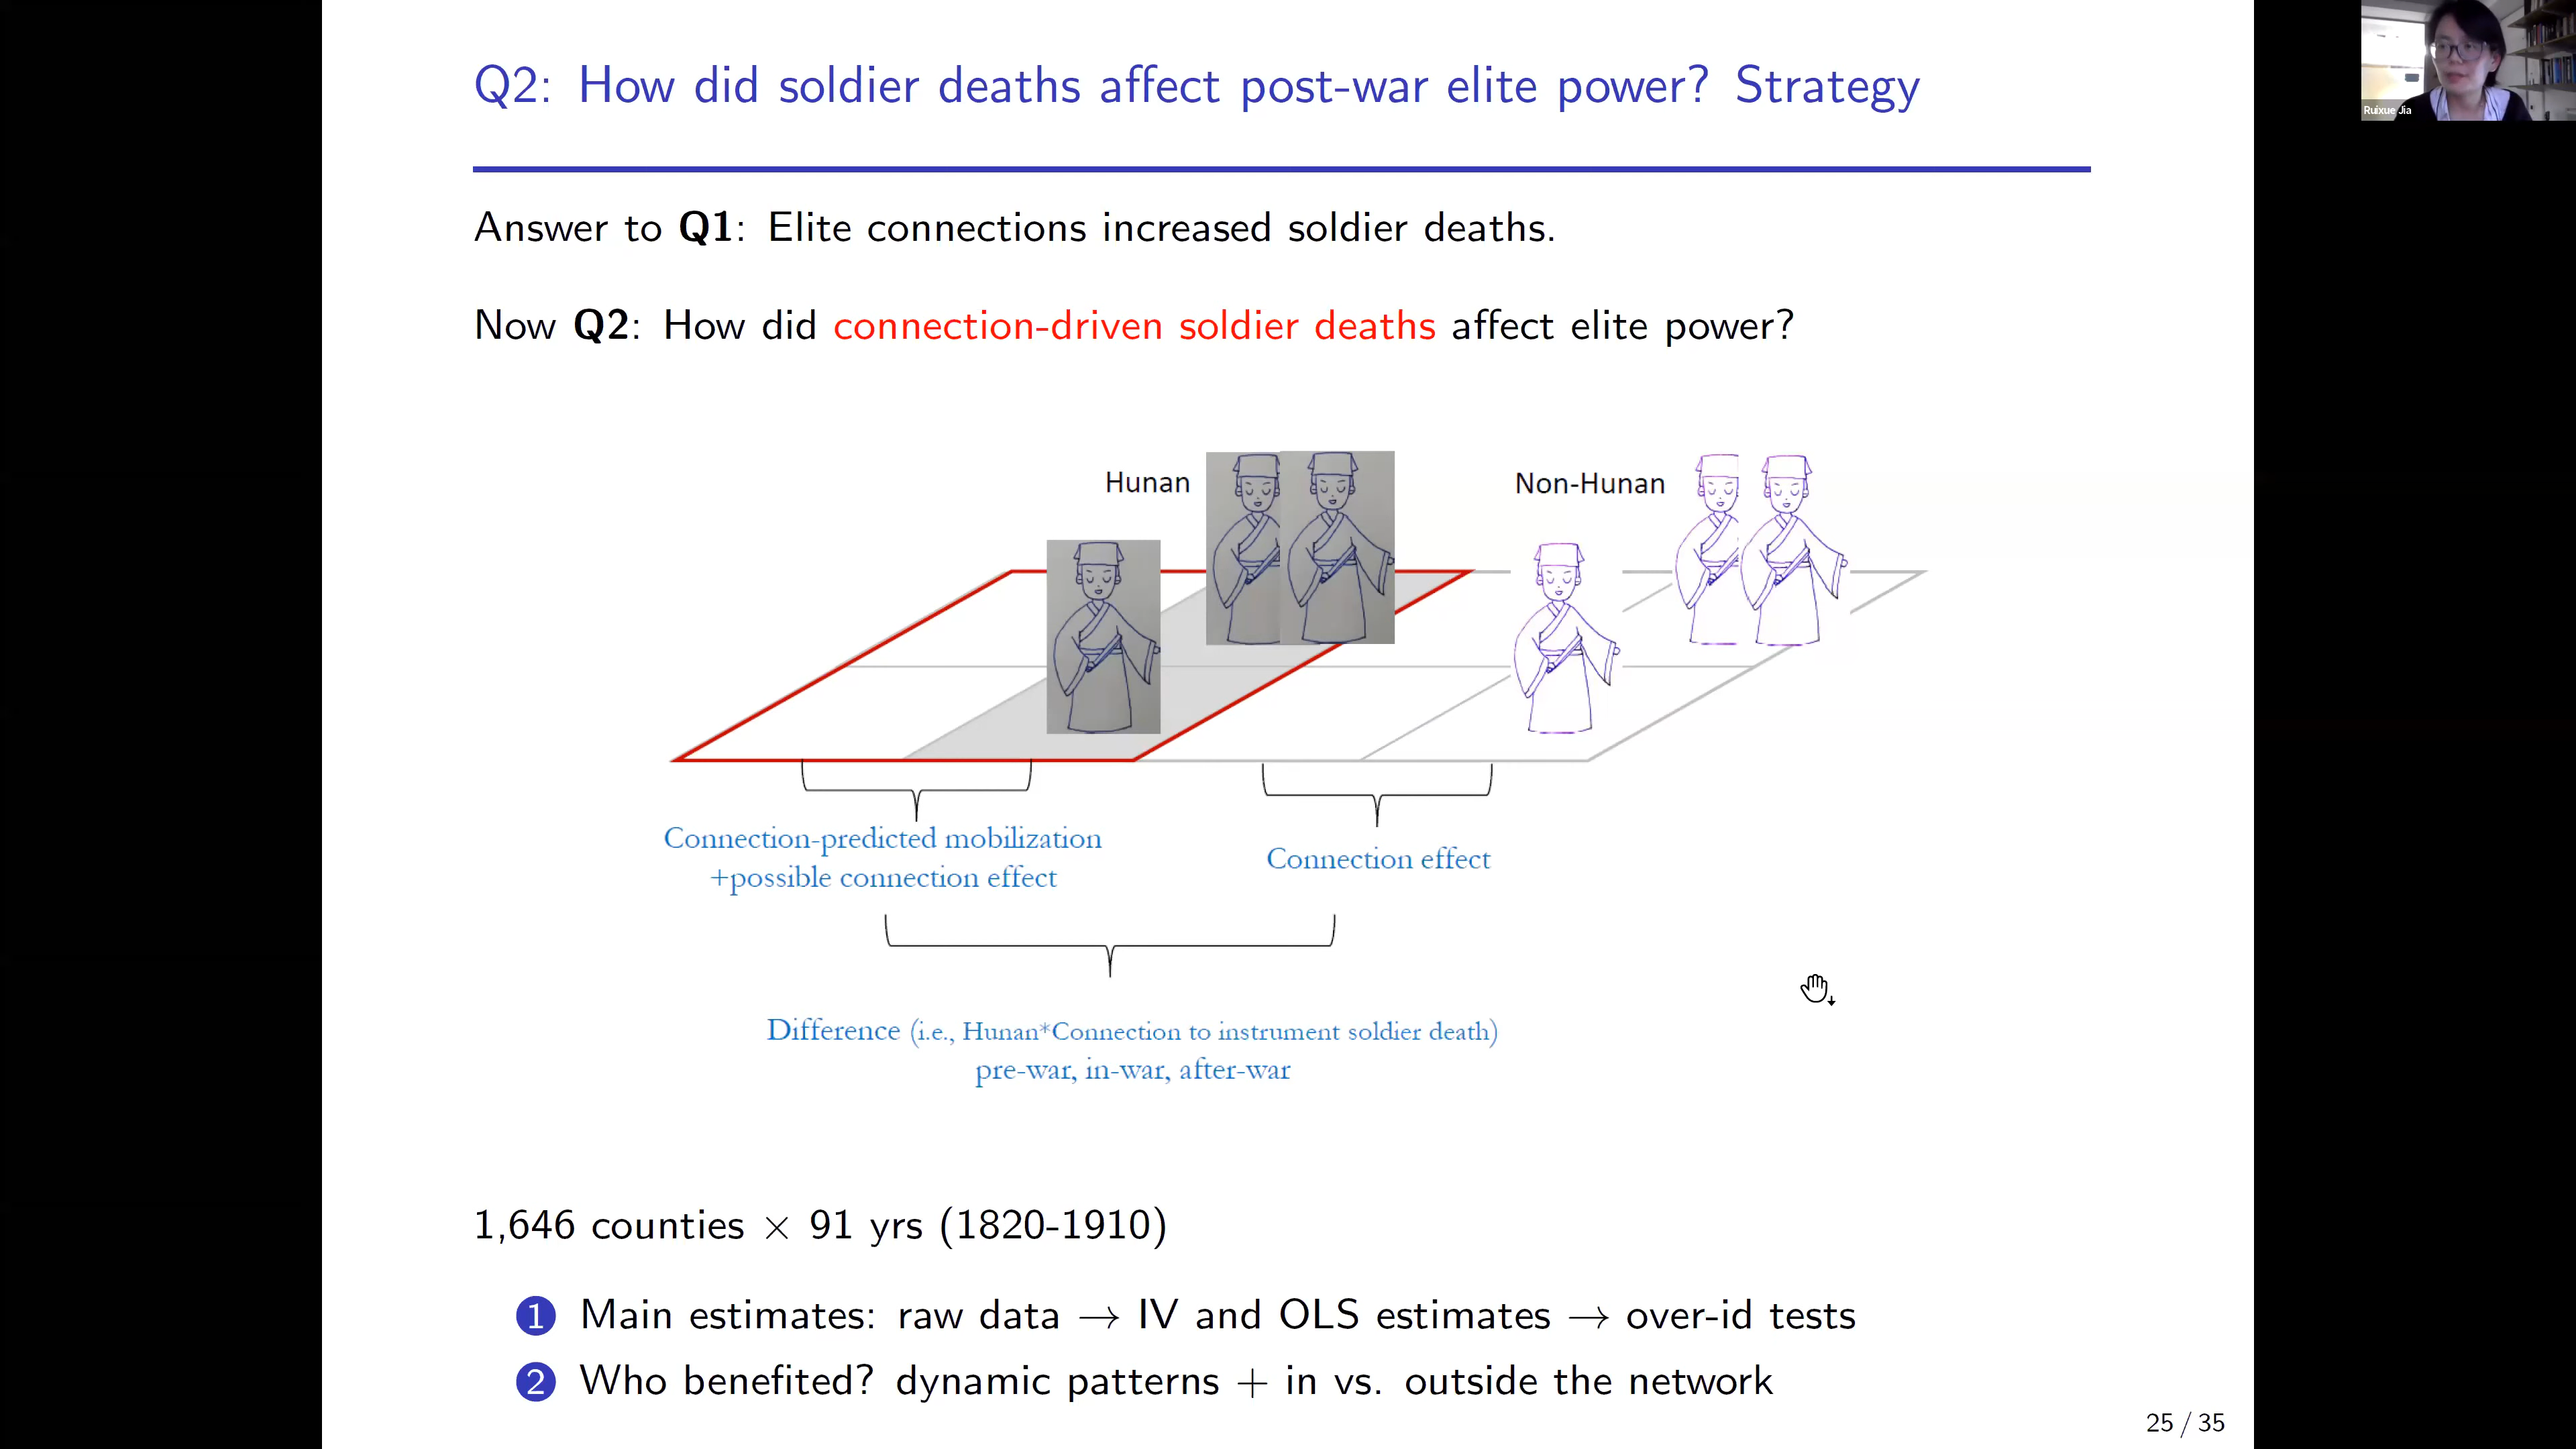 Q2: How did soldier deaths affect post-war elite power? Strategy
Ruixue Jia
Answer to Q1: Elite connections increased soldier deaths.
Now Q2: How did connection-driven soldier deaths affect elite power?
Hunan
Non-Hunan
Connection-predicted mobilization
+possible connection effect
Connection effect
Difference (i.e., Hunan*Connection to instrument soldier death)
pre-war, in-war, after-war
1,646 counties × 91 yrs (1820-1910)
1 Main estimates: raw data → IV and OLS estimates → over-id tests
2 Who benefited? dynamic patterns + in vs. outside the network
25 / 35